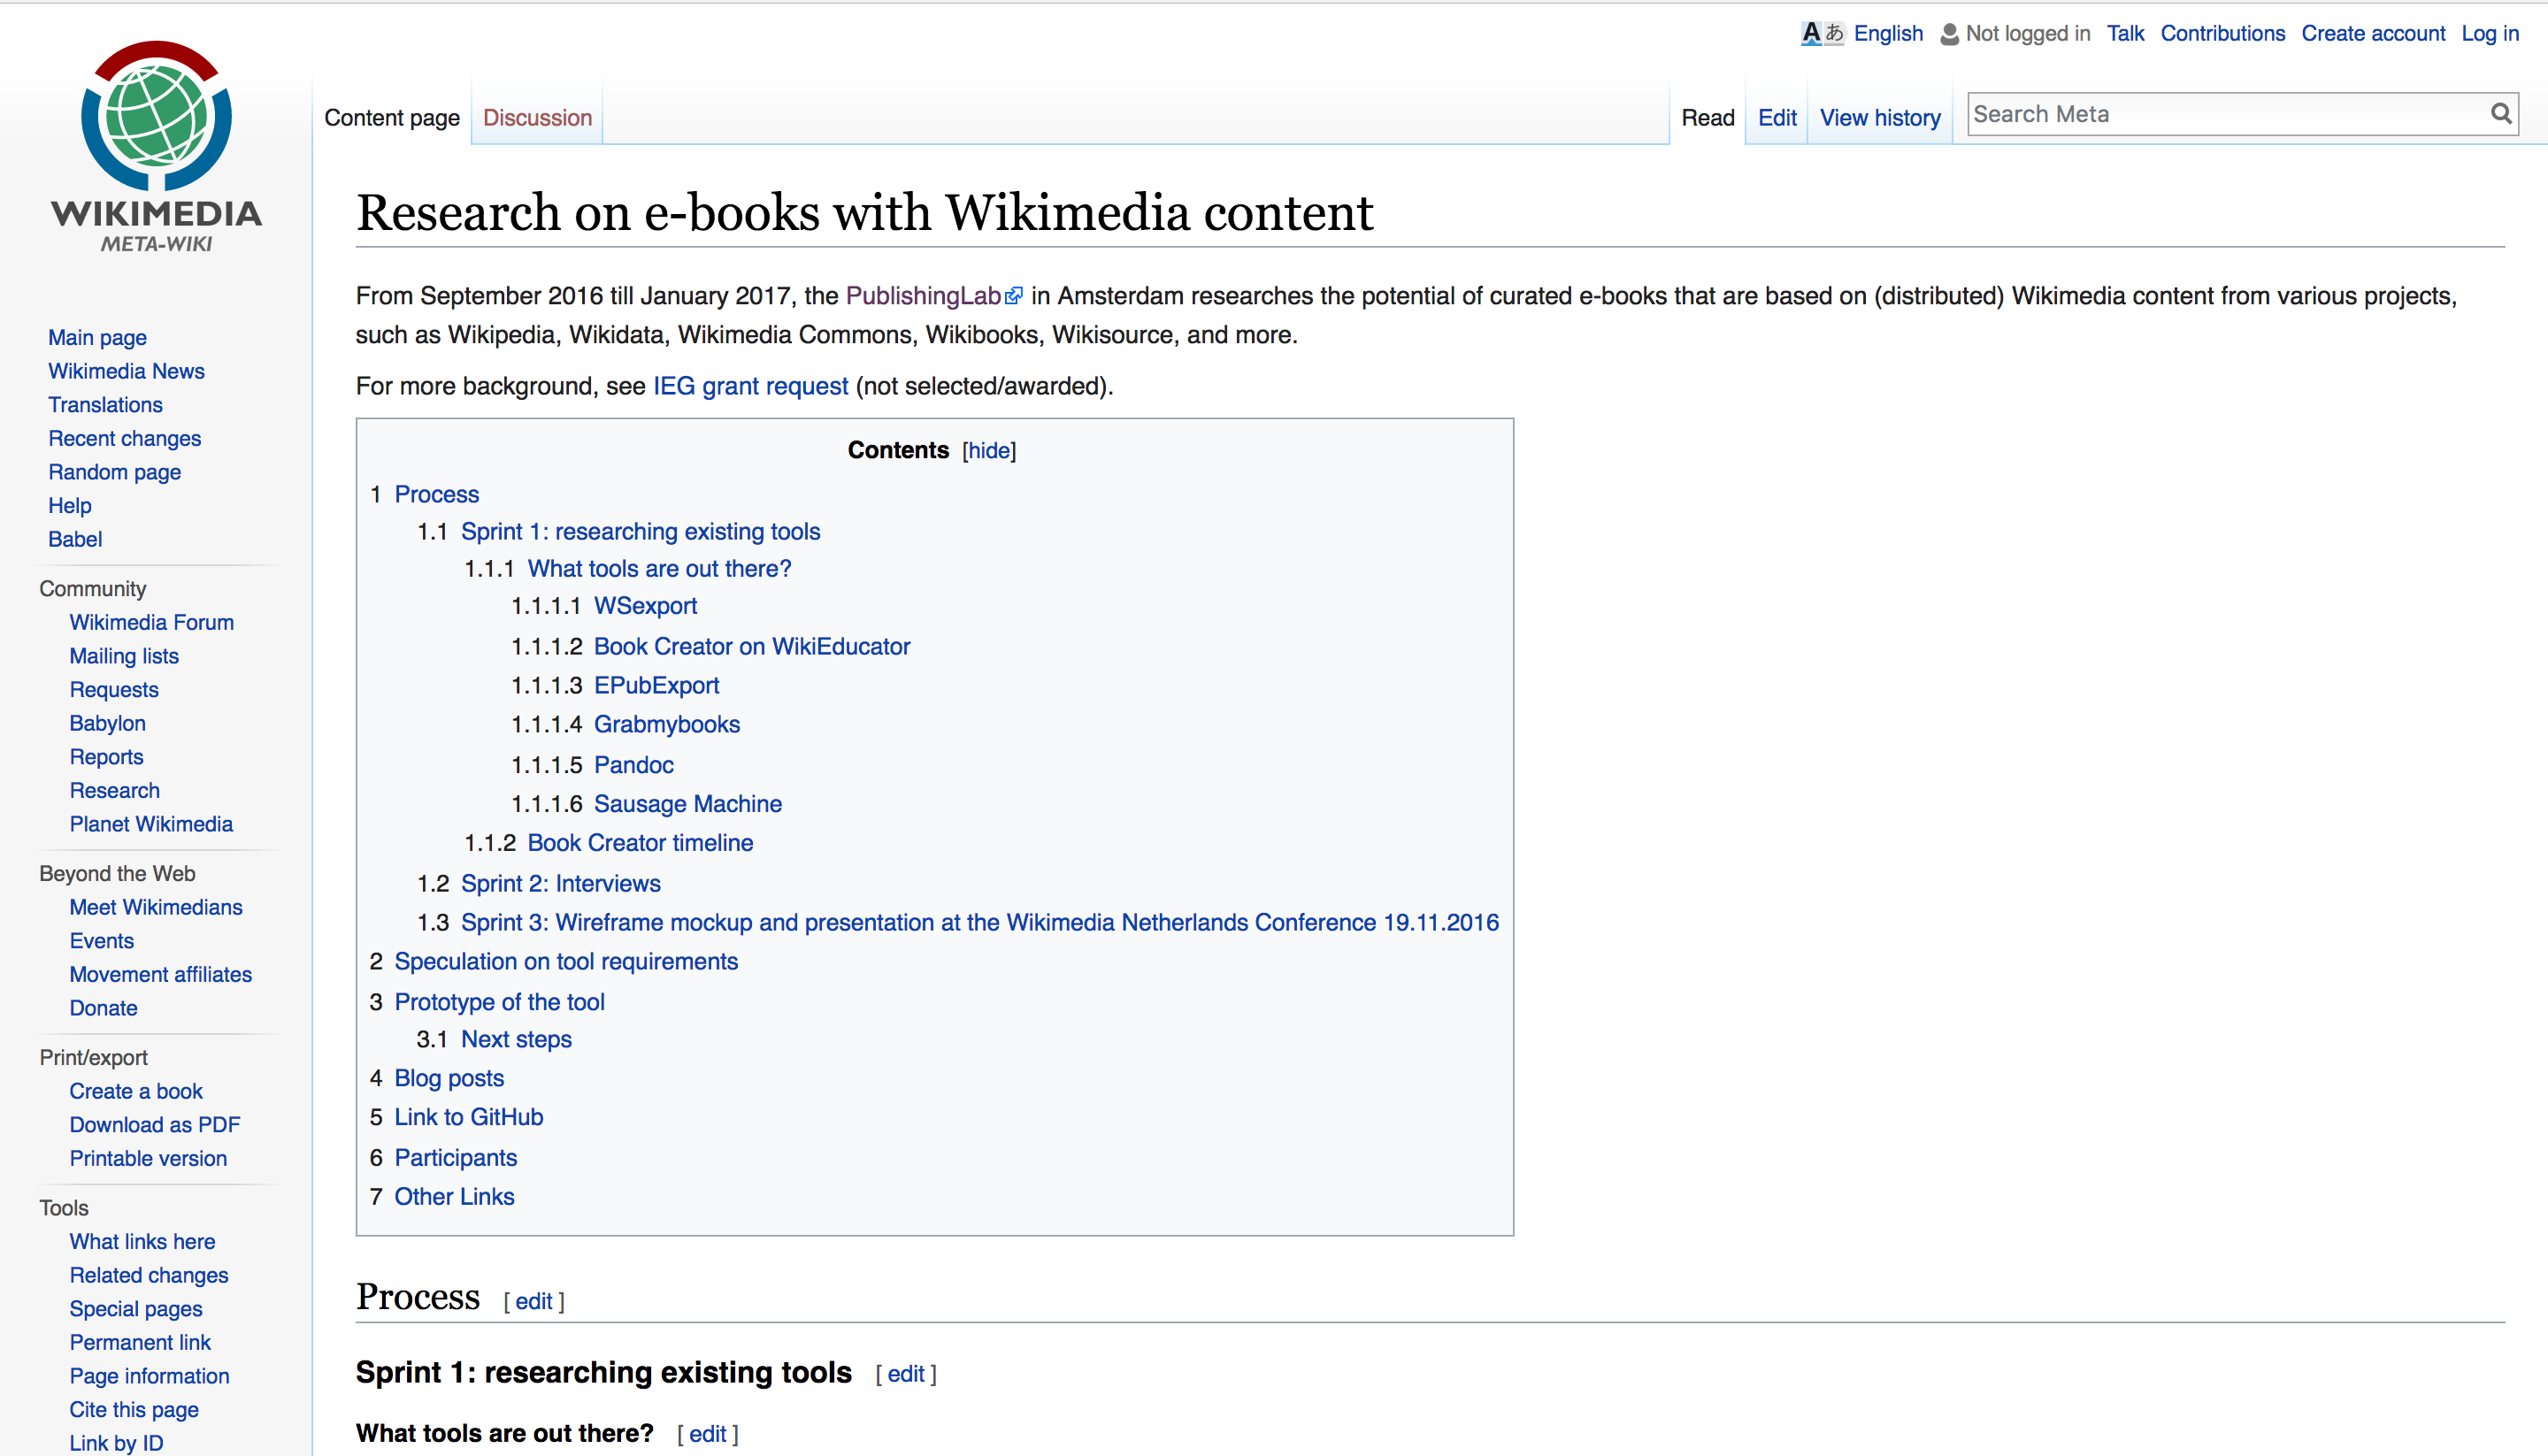 Aあ English Not logged in Talk Contributions Create account Log in
WIKIMEDIA
META-WIKI
Content page Discussion Read Edit View history Search Meta
Research on e-books with Wikimedia content
From September 2016 till January 2017, the PublishingLab in Amsterdam researches the potential of curated e-books that are based on (distributed) Wikimedia content from various projects,
such as Wikipedia, Wikidata, Wikimedia Commons, Wikibooks, Wikisource, and more.
For more background, see IEG grant request (not selected/awarded).
Contents [hide]
1 Process
1.1 Sprint 1: researching existing tools
1.1.1 What tools are out there?
1.1.1.1 WSexport
1.1.1.2 Book Creator on WikiEducator
1.1.1.3 EPubExport
1.1.1.4 Grabmybooks
1.1.1.5 Pandoc
1.1.1.6 Sausage Machine
1.1.2 Book Creator timeline
1.2 Sprint 2: Interviews
1.3 Sprint 3: Wireframe mockup and presentation at the Wikimedia Netherlands Conference 19.11.2016
2 Speculation on tool requirements
3 Prototype of the tool
3.1 Next steps
4 Blog posts
5 Link to GitHub
6 Participants
7 Other Links
Process [ edit ]
Sprint 1: researching existing tools [ edit ]
What tools are out there? [ edit ]
Main page
Wikimedia News
Translations
Recent changes
Random page
Help
Babel
Community
Wikimedia Forum
Mailing lists
Requests
Babylon
Reports
Research
Planet Wikimedia
Beyond the Web
Meet Wikimedians
Events
Movement affiliates
Donate
Print/export
Create a book
Download as PDF
Printable version
Tools
What links here
Related changes
Special pages
Permanent link
Page information
Cite this page
Link by ID